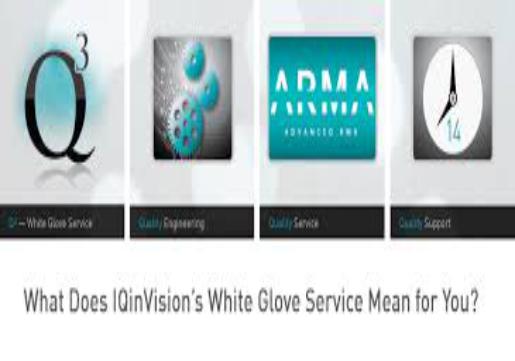 Q3
ARMA
ADVANCED RMA
14
Q3 — White Glove Service
Quality Engineering
Quality Service
Quality Support
What Does IQinVision's White Glove Service Mean for You?